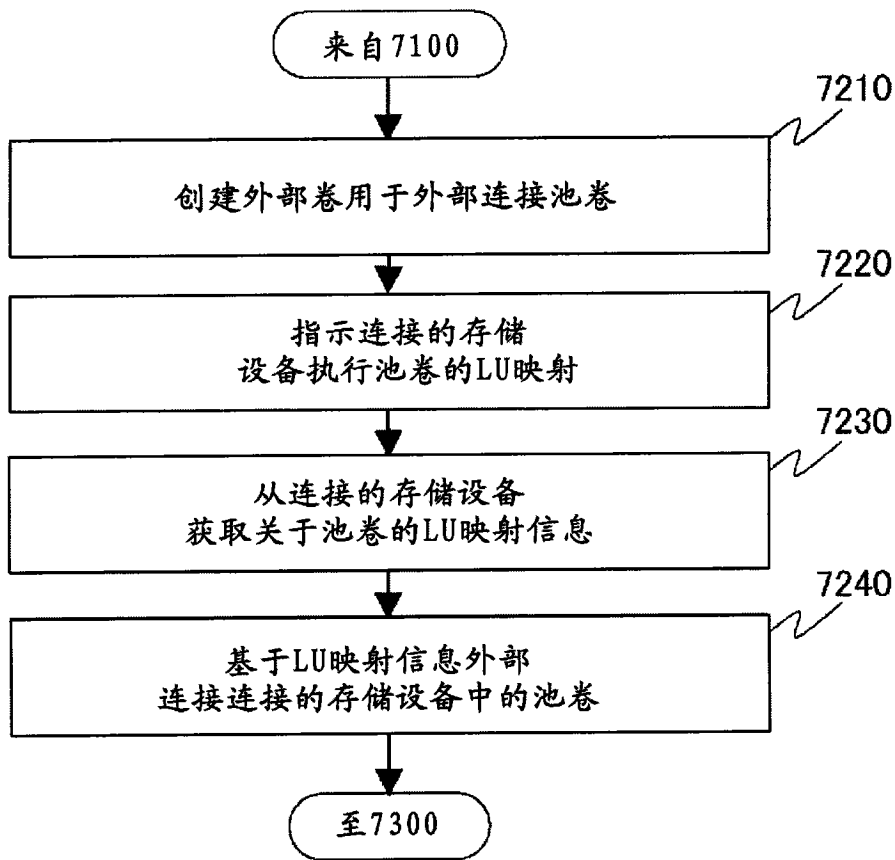 来自7100
7210
创建外部卷用于外部连接池卷
7220
指示连接的存储
设备执行池卷的LU映射
7230
从连接的存储设备
获取关于池卷的LU映射信息
7240
基于LU映射信息外部
连接连接的存储设备中的池卷
至7300